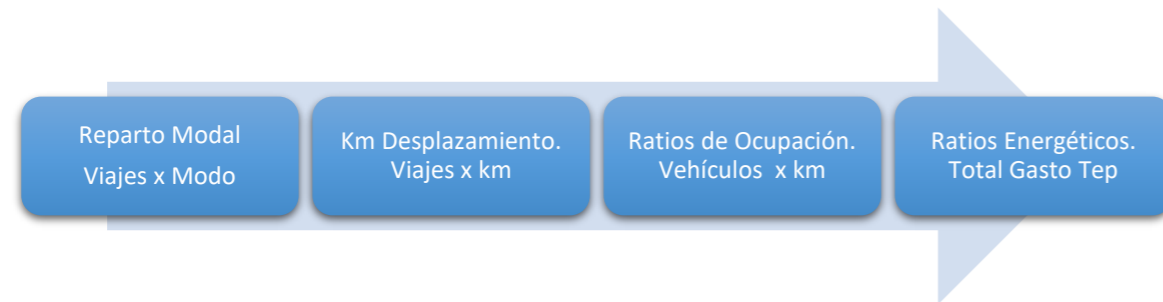 Reparto Modal
Viajes x Modo
Km Desplazamiento.
Viajes x km
Ratios de Ocupación.
Vehículos  x km
Ratios Energéticos.
Total Gasto Tep